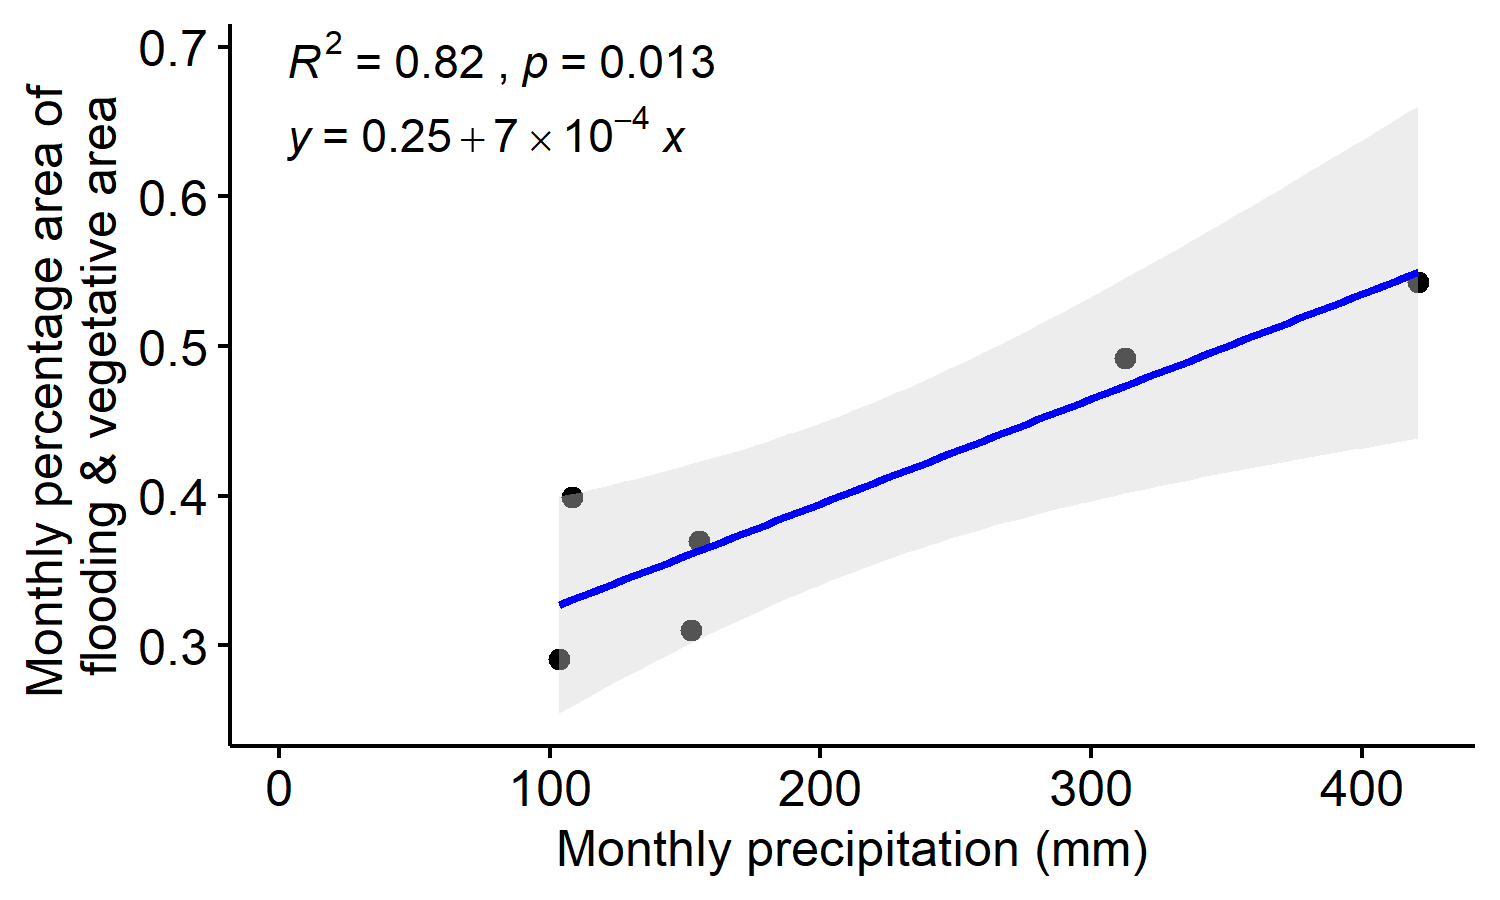 R² = 0.82 , p = 0.013
y = 0.25 + 7 × 10⁻⁴ x
Monthly percentage area of
flooding & vegetative area
0.7
0.6
0.5
0.4
0.3
0 100 200 300 400
Monthly precipitation (mm)